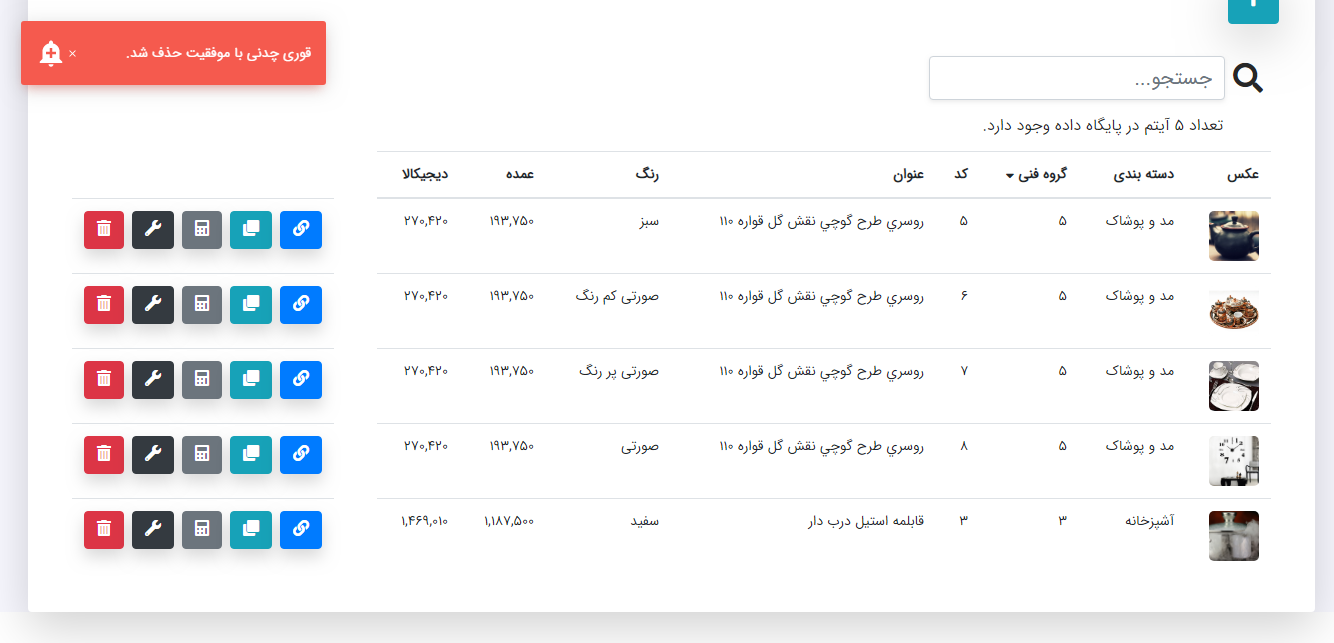 قوری چدنی با موفقیت حذف شد. ×
جستجو...
تعداد ۵ آیتم در پایگاه داده وجود دارد.
عکس دسته بندی گروه فنی کد عنوان رنگ عمده دیجیکالا
مد و پوشاک ۵ ۵ روسري طرح گوچي نقش گل قواره ۱۱۰ سبز ۱۹۳,۷۵۰ ۲۷۰,۴۲۰
مد و پوشاک ۵ ۶ روسري طرح گوچي نقش گل قواره ۱۱۰ صورتی کم رنگ ۱۹۳,۷۵۰ ۲۷۰,۴۲۰
مد و پوشاک ۵ ۷ روسري طرح گوچي نقش گل قواره ۱۱۰ صورتی پر رنگ ۱۹۳,۷۵۰ ۲۷۰,۴۲۰
مد و پوشاک ۵ ۸ روسري طرح گوچي نقش گل قواره ۱۱۰ صورتی ۱۹۳,۷۵۰ ۲۷۰,۴۲۰
آشپزخانه ۳ ۳ قابلمه استیل درب دار سفید ۱,۱۸۷,۵۰۰ ۱,۴۶۹,۰۱۰